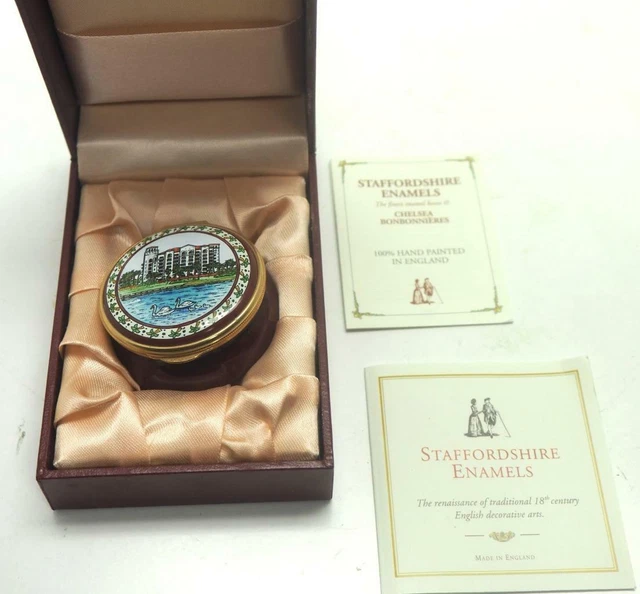 STAFFORDSHIRE
ENAMELS
The finest enamel boxes &
CHELSEA
BONBONNIÈRES
100% HAND PAINTED
IN ENGLAND
STAFFORDSHIRE
ENAMELS
The renaissance of traditional 18th century
English decorative arts.
MADE IN ENGLAND